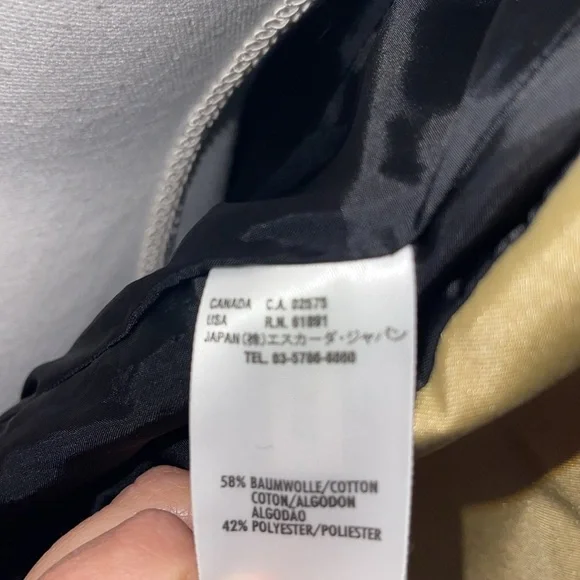 CANADA C.A. 02575
USA R.N. 61891
JAPAN(株)エスカーダ・ジャパン
TEL. 03-5786-6660
58% BAUMWOLLE/COTTON
COTON/ALGODON
ALGODÃO
42% POLYESTER/POLIESTER